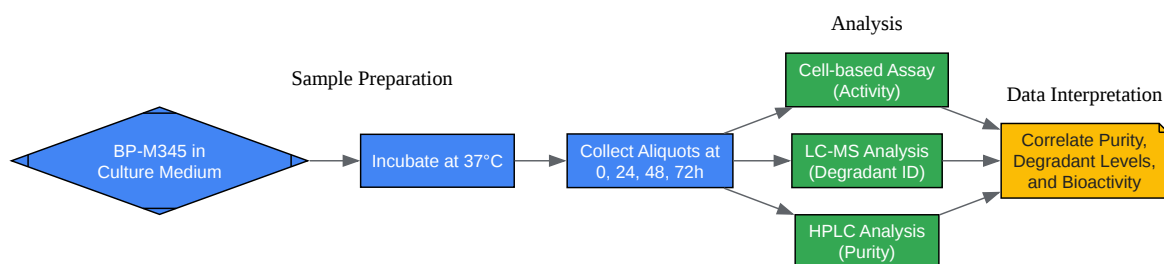 Sample Preparation
BP-M345 in
Culture Medium
Incubate at 37°C
Collect Aliquots at
0, 24, 48, 72h
Analysis
Cell-based Assay
(Activity)
LC-MS Analysis
(Degradant ID)
HPLC Analysis
(Purity)
Data Interpretation
Correlate Purity,
Degradant Levels,
and Bioactivity